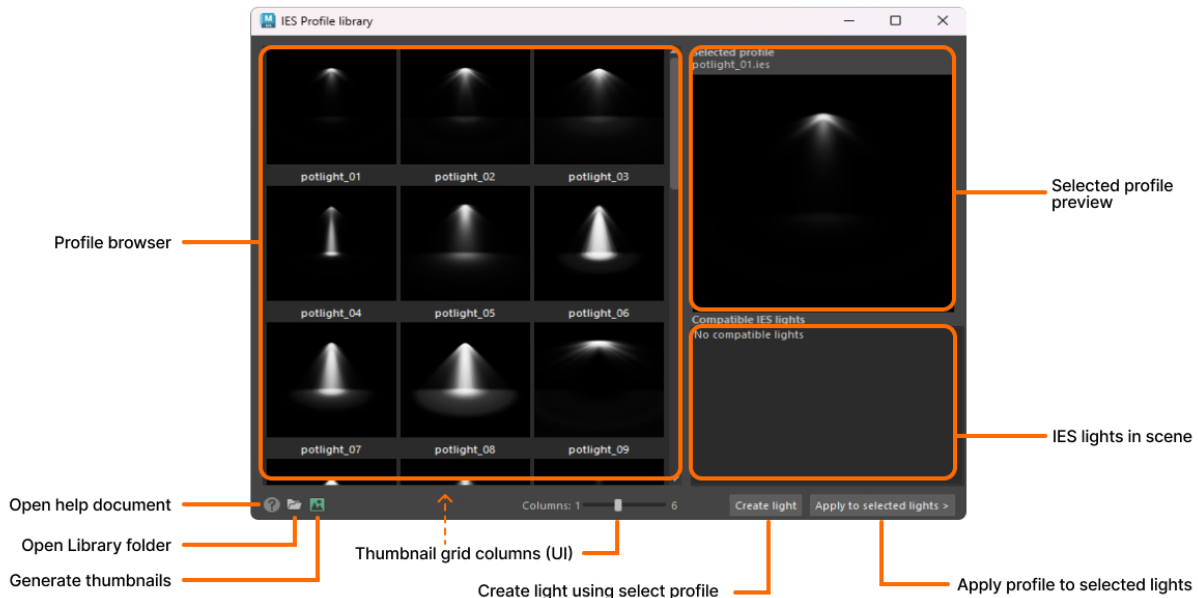 IES Profile library
Selected profile
potlight_01.ies
potlight_01
potlight_02
potlight_03
Selected profile
preview
Profile browser
potlight_04
potlight_05
potlight_06
Compatible IES lights
No compatible lights
potlight_07
potlight_08
potlight_09
IES lights in scene
Open help document
Columns: 1
6
Create light
Apply to selected lights >
Open Library folder
Thumbnail grid columns (UI)
Generate thumbnails
Create light using select profile
Apply profile to selected lights